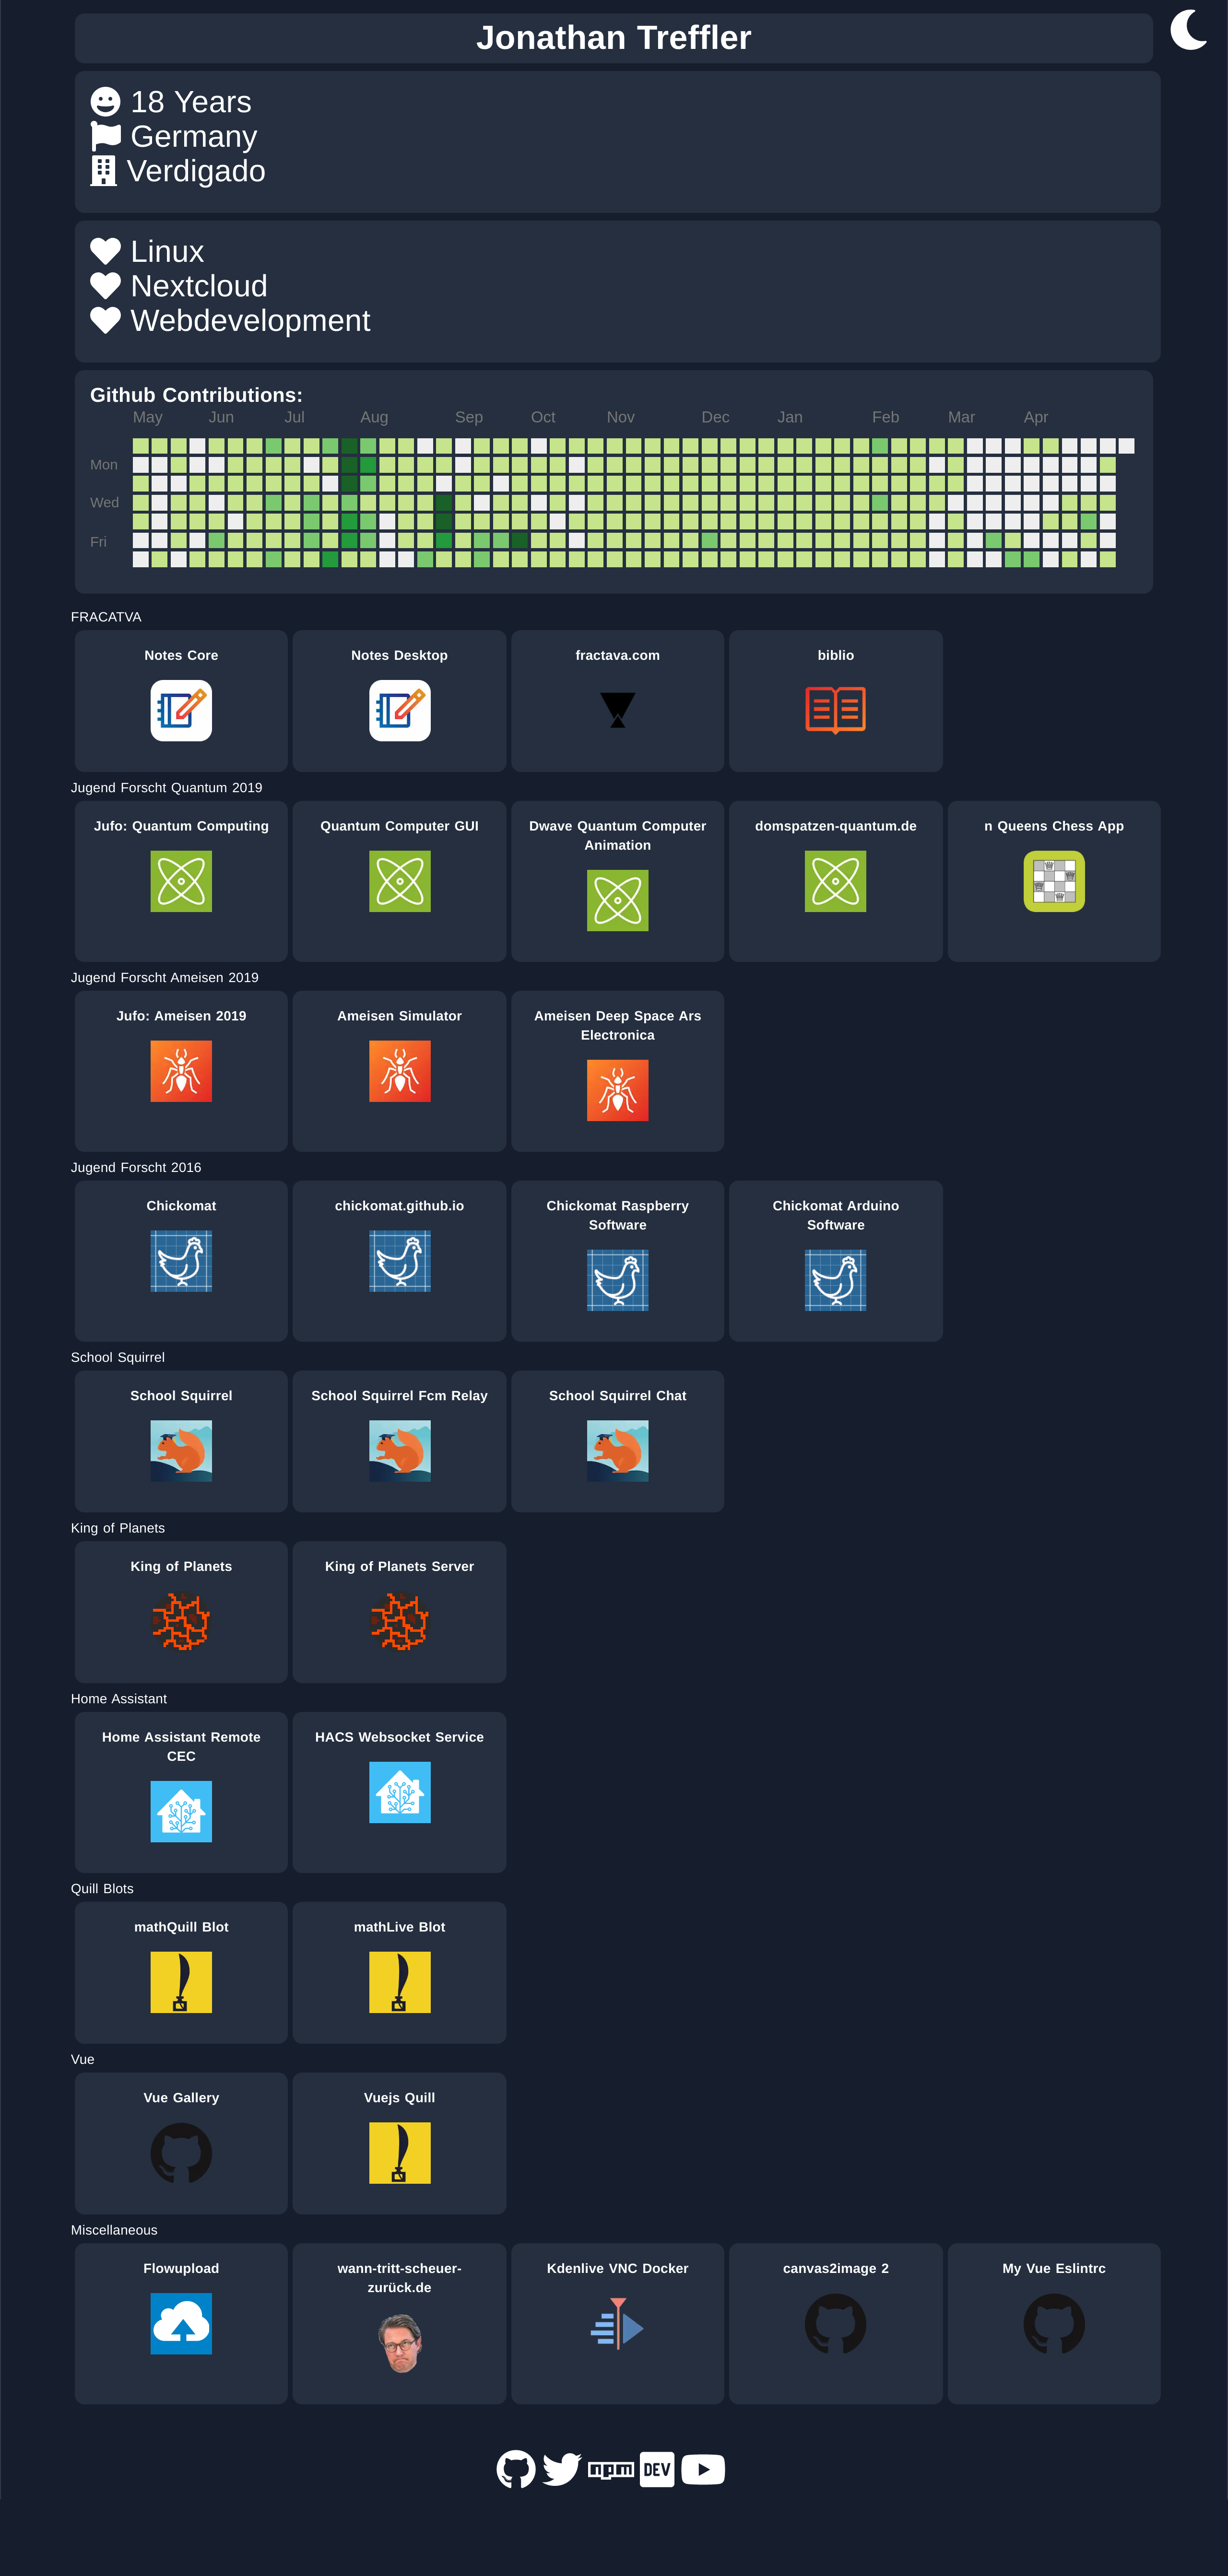 Jonathan Treffler
18 Years
Germany
Verdigado
Linux
Nextcloud
Webdevelopment
Github Contributions:
May Jun Jul Aug Sep Oct Nov Dec Jan Feb Mar Apr
Mon
Wed
Fri
FRACATVA
Notes Core
Notes Desktop
fractava.com
biblio
Jugend Forscht Quantum 2019
Jufo: Quantum Computing
Quantum Computer GUI
Dwave Quantum Computer
Animation
domspatzen-quantum.de
n Queens Chess App
Jugend Forscht Ameisen 2019
Jufo: Ameisen 2019
Ameisen Simulator
Ameisen Deep Space Ars
Electronica
Jugend Forscht 2016
Chickomat
chickomat.github.io
Chickomat Raspberry
Software
Chickomat Arduino
Software
School Squirrel
School Squirrel
School Squirrel Fcm Relay
School Squirrel Chat
King of Planets
King of Planets
King of Planets Server
Home Assistant
Home Assistant Remote
CEC
HACS Websocket Service
Quill Blots
mathQuill Blot
mathLive Blot
Vue
Vue Gallery
Vuejs Quill
Miscellaneous
Flowupload
wann-tritt-scheuer-
zurück.de
Kdenlive VNC Docker
canvas2image 2
My Vue Eslintrc
npm DEV